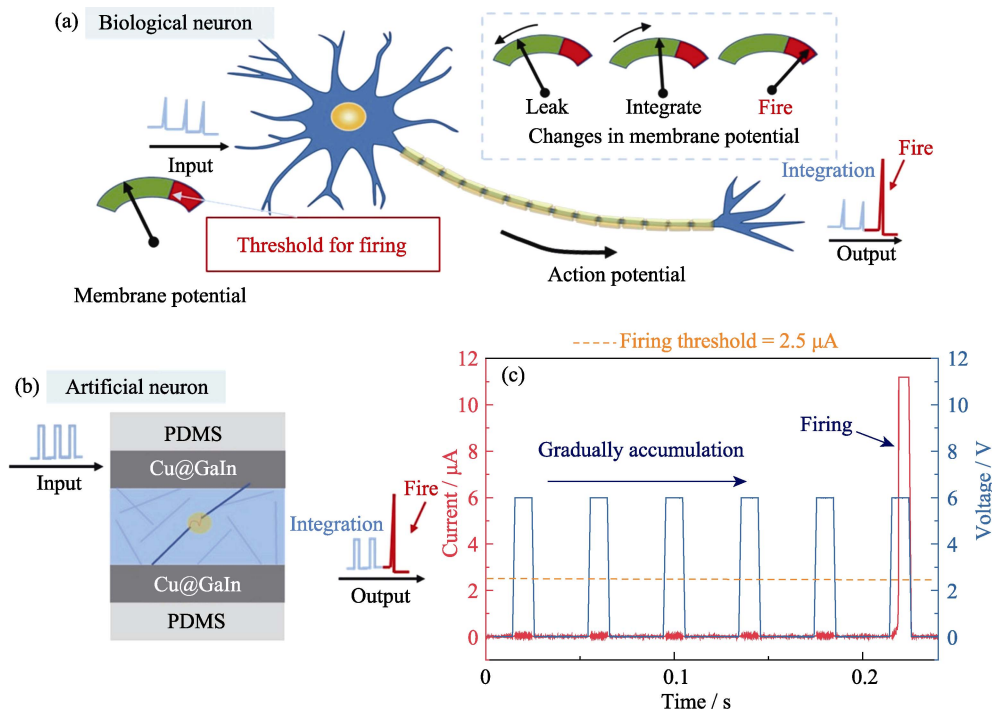 (a)
Biological neuron
Leak
Integrate
Fire
Changes in membrane potential
Input
Threshold for firing
Membrane potential
Action potential
Integration
Fire
Output
(b)
Artificial neuron
PDMS
Cu@GaIn
Input
Cu@GaIn
PDMS
Integration
Fire
Output
Firing threshold = 2.5 μA
(c)
Gradually accumulation
Firing
Current / μA
12
10
8
6
4
2
0
Voltage / V
12
10
8
6
4
2
0
0
0.1
0.2
Time / s